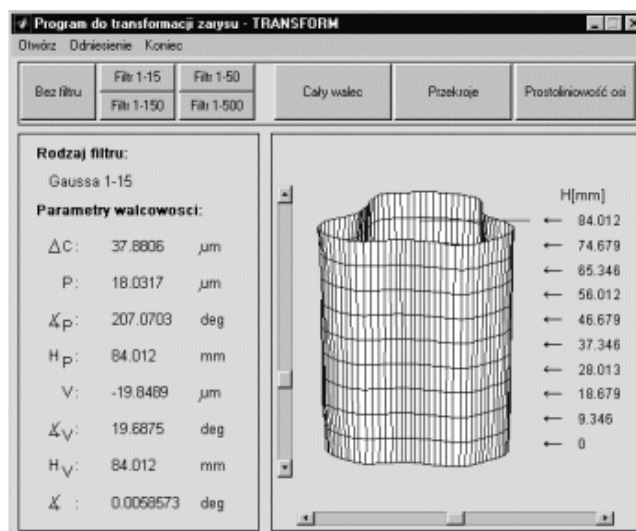 Program do transformacji zarysu - TRANSFORM
Otwórz Odniesienie Koniec
Bez filtru
Filtr 1-15
Filtr 1-50
Filtr 1-150
Filtr 1-500
Cały walec
Przekroje
Prostoliniowość osi
Rodzaj filtru:
Gaussa 1-15
Parametry walcowosci:
ΔC: 37.8806 μm
P: 18.0317 μm
∡P: 207.0703 deg
HP: 84.012 mm
V: -19.8489 μm
∡V: 19.6875 deg
HV: 84.012 mm
∡ : 0.0058573 deg
H[mm]
← 84.012
← 74.679
← 65.346
← 56.012
← 46.679
← 37.346
← 28.013
← 18.679
← 9.346
← 0